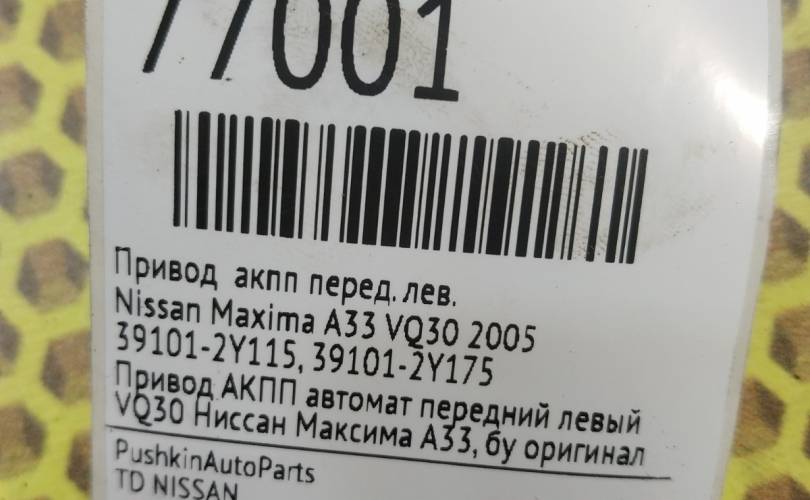 77001
Привод акпп перед. лев.
Nissan Maxima A33 VQ30 2005
39101-2Y115, 39101-2Y175
Привод АКПП автомат передний левый
VQ30 Ниссан Максима А33, бу оригинал
PushkinAutoParts
TD NISSAN